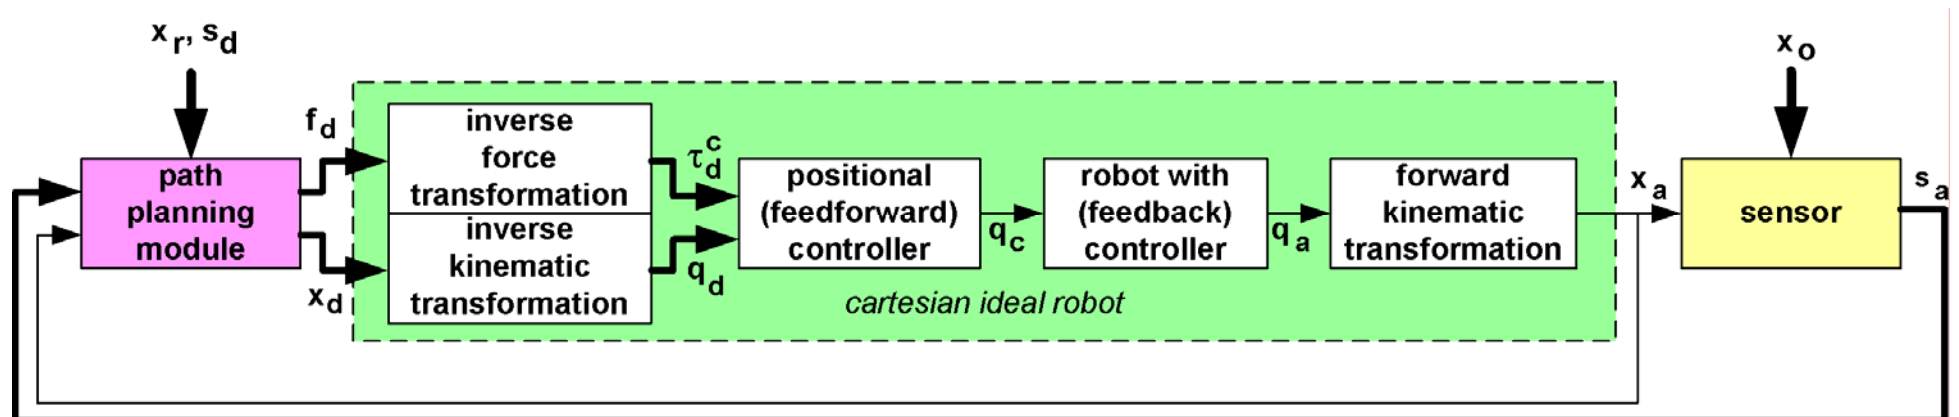 x r, s d
x o
f d
inverse
force
transformation
τ d c
path
planning
module
positional
(feedforward)
controller
robot with
(feedback)
controller
forward
kinematic
transformation
x a
sensor
s a
inverse
kinematic
transformation
x d
q d
q c
q a
cartesian ideal robot